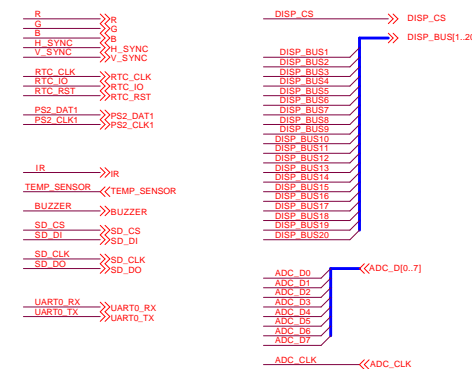 R
R
G
G
B
B
H_SYNC
H_SYNC
V_SYNC
V_SYNC
RTC_CLK
RTC_CLK
RTC_IO
RTC_IO
RTC_RST
RTC_RST
PS2_DAT1
PS2_DAT1
PS2_CLK1
PS2_CLK1
IR
IR
TEMP_SENSOR
TEMP_SENSOR
BUZZER
BUZZER
SD_CS
SD_CS
SD_DI
SD_DI
SD_CLK
SD_CLK
SD_DO
SD_DO
UART0_RX
UART0_RX
UART0_TX
UART0_TX
DISP_CS
DISP_CS
DISP_BUS[1..20
DISP_BUS1
DISP_BUS2
DISP_BUS3
DISP_BUS4
DISP_BUS5
DISP_BUS6
DISP_BUS7
DISP_BUS8
DISP_BUS9
DISP_BUS10
DISP_BUS11
DISP_BUS12
DISP_BUS13
DISP_BUS14
DISP_BUS15
DISP_BUS16
DISP_BUS17
DISP_BUS18
DISP_BUS19
DISP_BUS20
ADC_D[0..7]
ADC_D0
ADC_D1
ADC_D2
ADC_D3
ADC_D4
ADC_D5
ADC_D6
ADC_D7
ADC_CLK
ADC_CLK